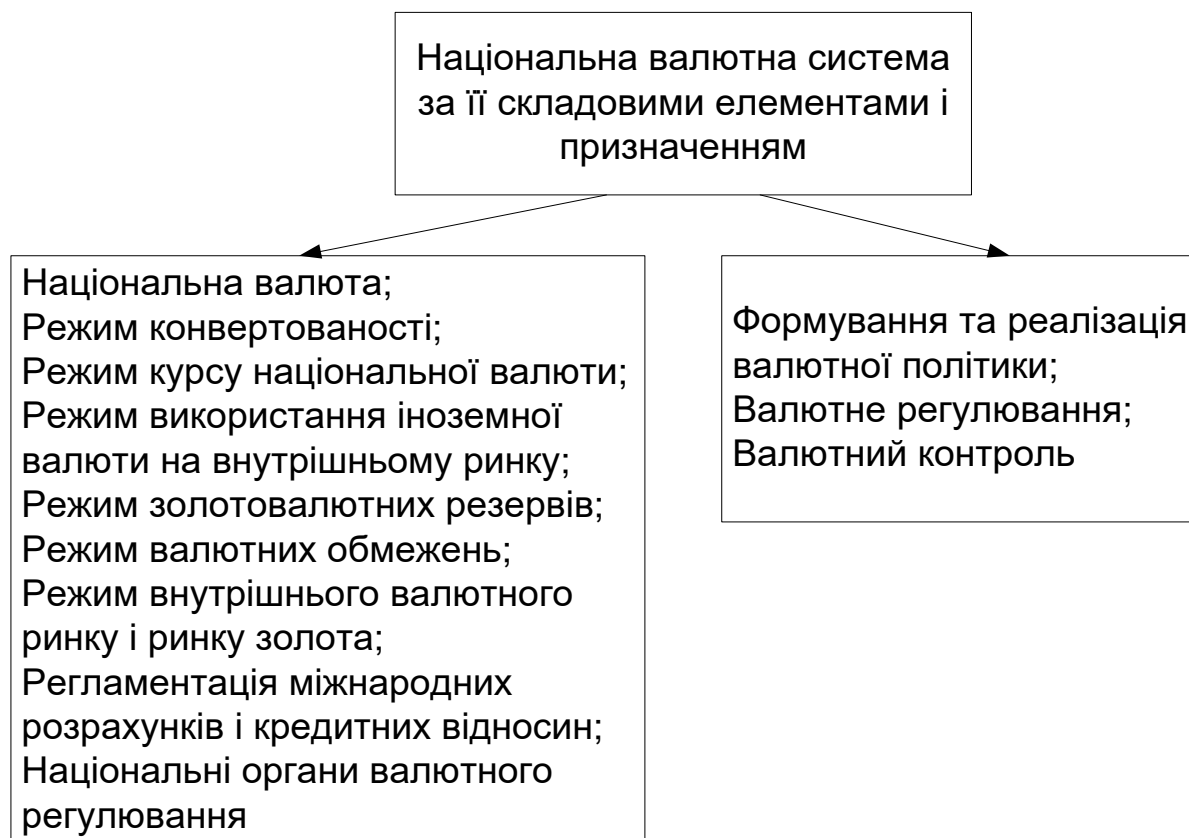 Національна валютна система
за її складовими елементами і
призначенням
Національна валюта;
Режим конвертованості;
Режим курсу національної валюти;
Режим використання іноземної
валюти на внутрішньому ринку;
Режим золотовалютних резервів;
Режим валютних обмежень;
Режим внутрішнього валютного
ринку і ринку золота;
Регламентація міжнародних
розрахунків і кредитних відносин;
Національні органи валютного
регулювання
Формування та реалізація
валютної політики;
Валютне регулювання;
Валютний контроль